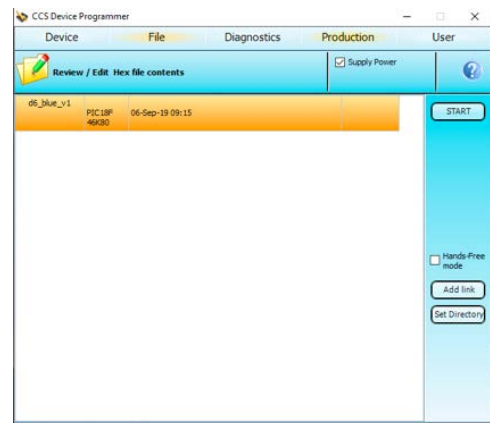 CCS Device Programmer
Device File Diagnostics Production User
Review / Edit Hex file contents
Supply Power
d6_blue_v1
PIC18F
46K80
06-Sep-19 09:15
START
Hands-Free
mode
Add link
Set Directory